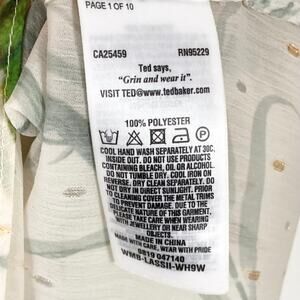 PAGE 1 OF 10
CA25459 RN95229
Ted says,
"Grin and wear it".
VISIT TED@WWW.tedbaker.com
100% POLYESTER
COOL HAND WASH SEPARATELY AT 30C.
INSIDE OUT. DO NOT USE PRODUCTS
CONTAINING BLEACH, OIL, OR ALCOHOL.
DO NOT TUMBLE DRY. COOL IRON ON
REVERSE. DRY CLEAN SEPARATELY. DO
NOT DRY IN DIRECT SUNLIGHT. PRIOR
TO CLEANING COVER THE METAL TRIMS
TO PREVENT DAMAGE. DUE TO THE
DELICATE NATURE OF THIS GARMENT,
PLEASE TAKE CARE WHEN WEARING
WITH JEWELLERY OR NEAR SHARP
OBJECTS.
MADE IN CHINA
MADE WITH CARE, WEAR WITH PRIDE
0819 047140
WMB-LASSII-WH9W